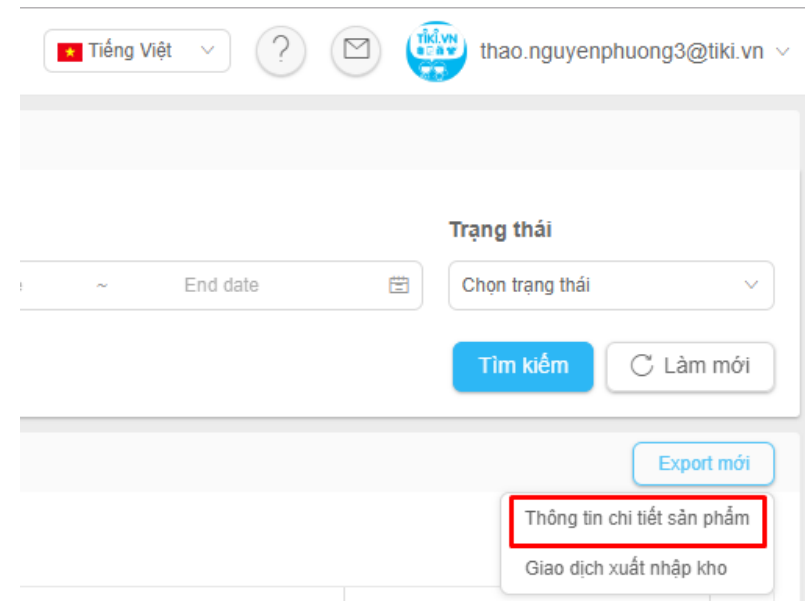 Tiếng Việt
?
TIKI.VN
thao.nguyenphuong3@tiki.vn
Trạng thái
~
End date
Chọn trạng thái
Tìm kiếm
Làm mới
Export mới
Thông tin chi tiết sản phẩm
Giao dịch xuất nhập kho